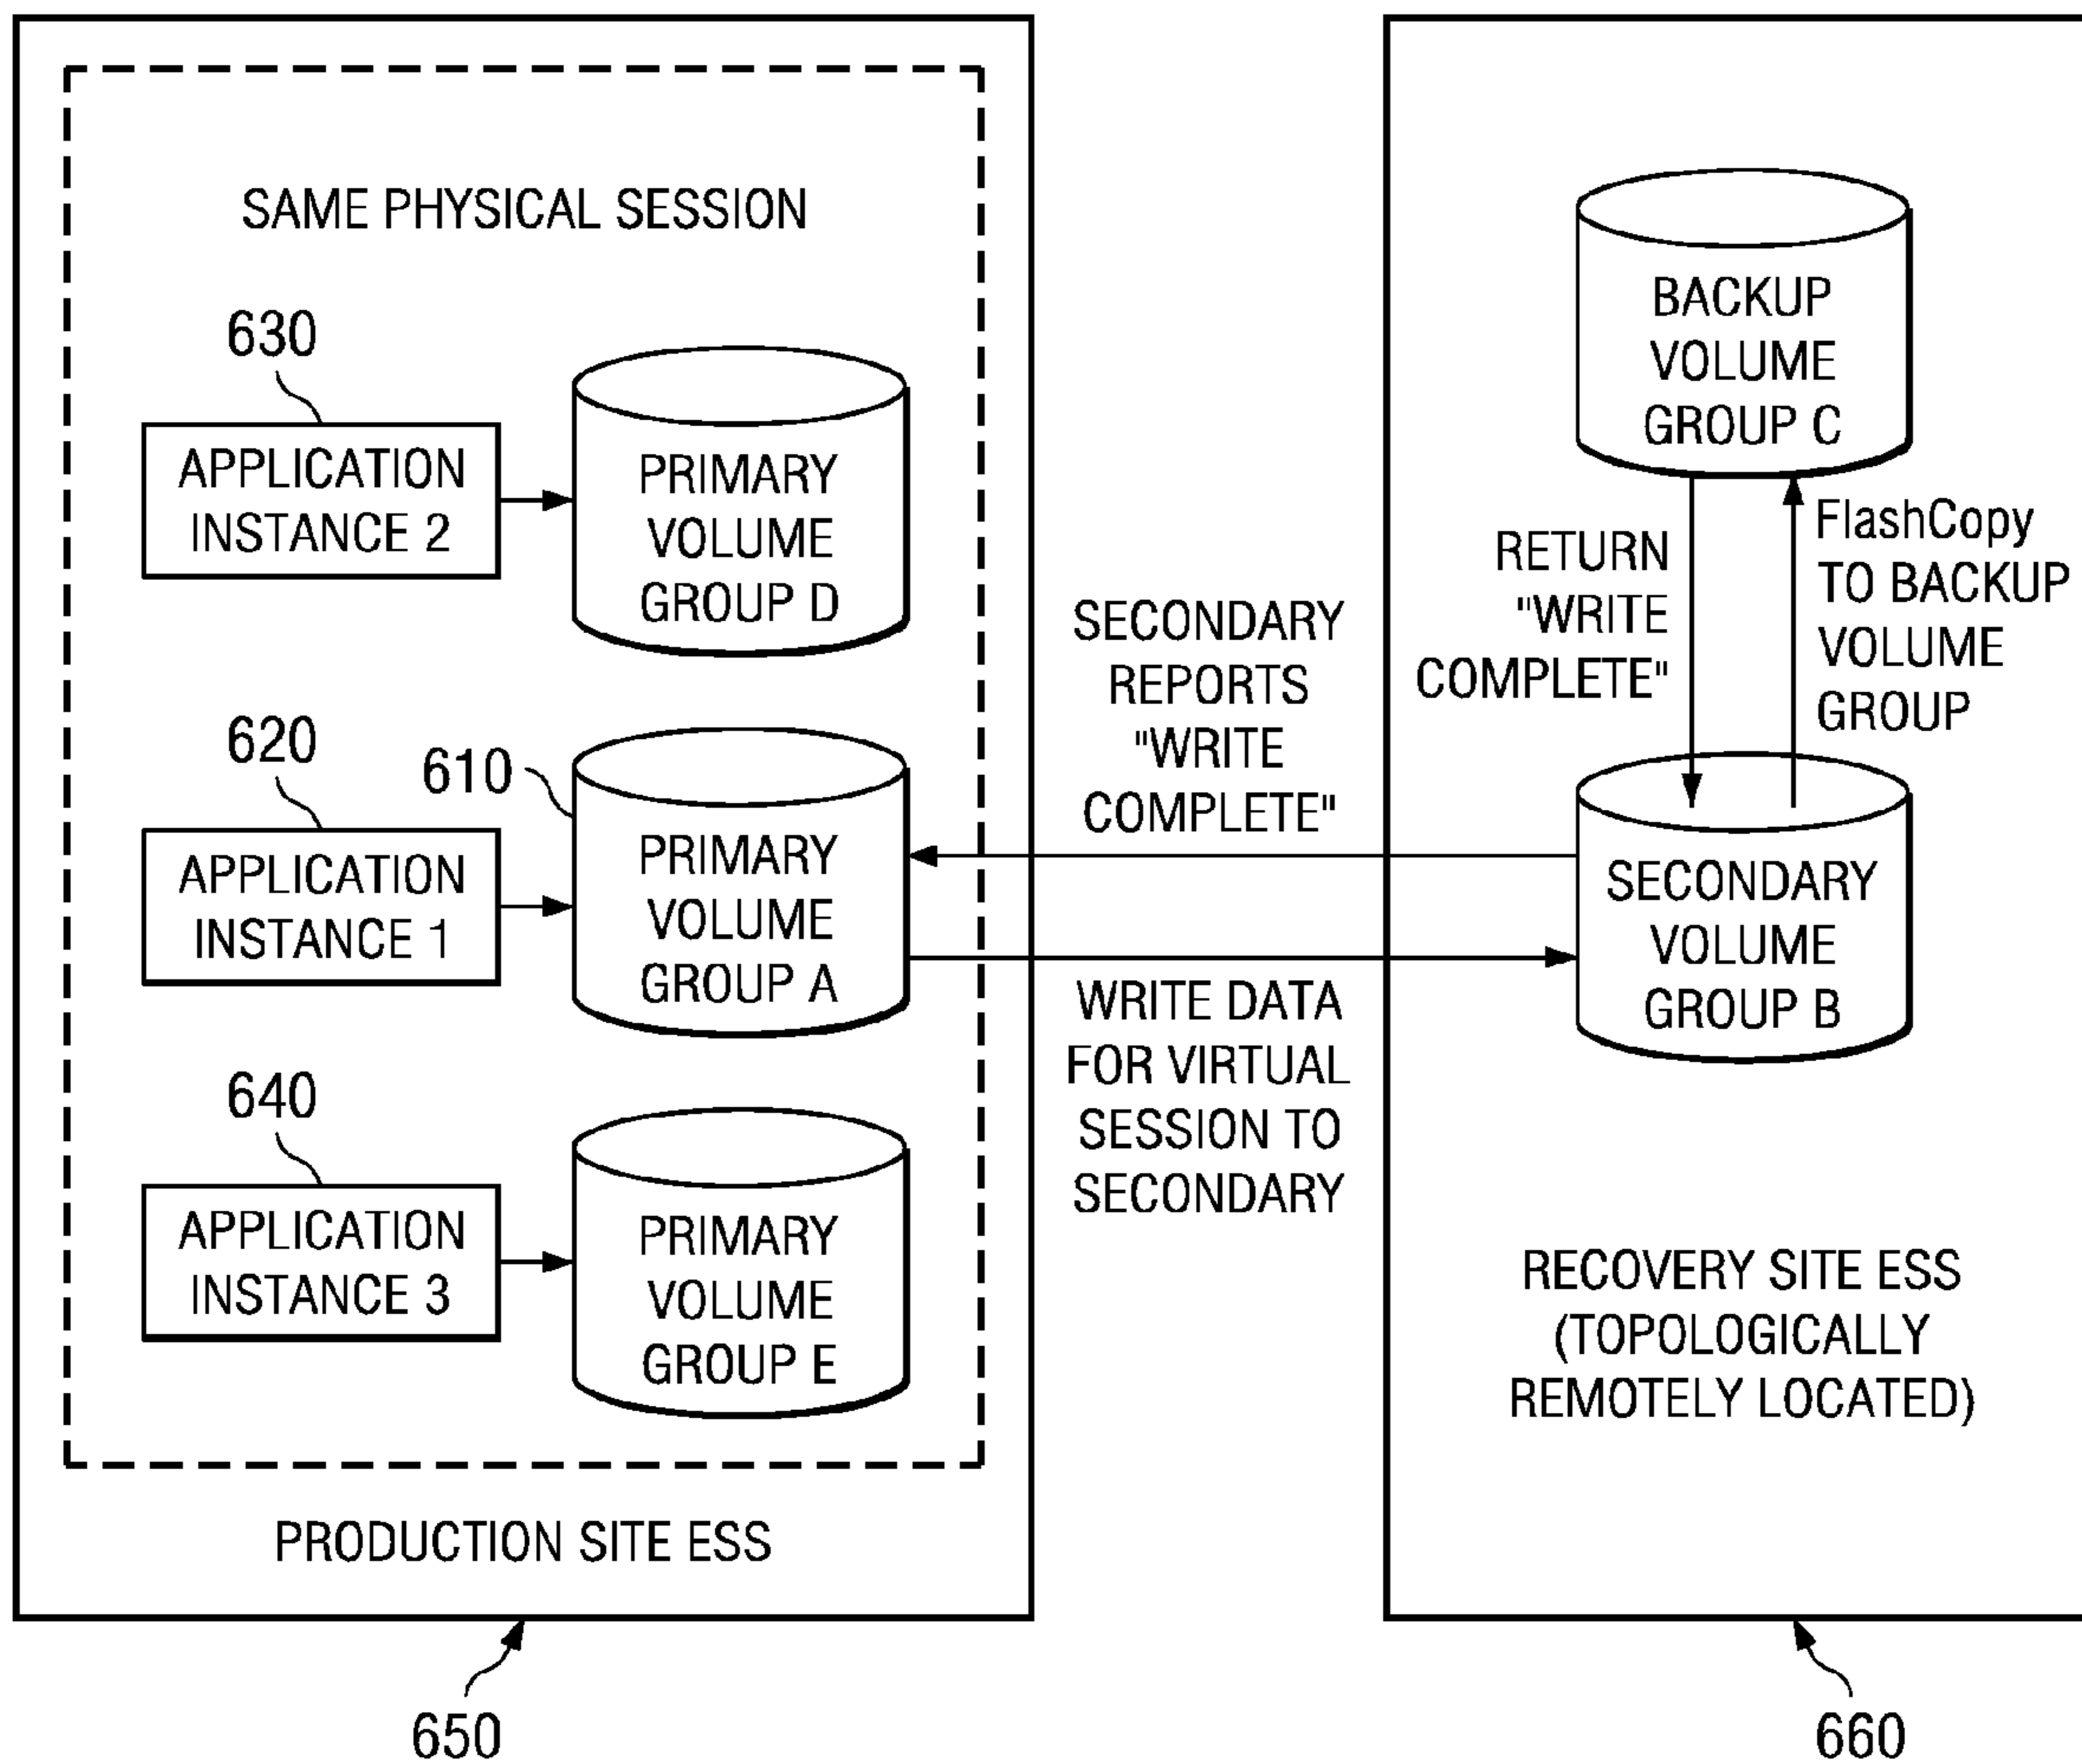 SAME PHYSICAL SESSION
630
APPLICATION
INSTANCE 2
PRIMARY
VOLUME
GROUP D
620
610
APPLICATION
INSTANCE 1
PRIMARY
VOLUME
GROUP A
640
APPLICATION
INSTANCE 3
PRIMARY
VOLUME
GROUP E
PRODUCTION SITE ESS
650
SECONDARY
REPORTS
"WRITE
COMPLETE"
WRITE DATA
FOR VIRTUAL
SESSION TO
SECONDARY
BACKUP
VOLUME
GROUP C
RETURN
"WRITE
COMPLETE"
FlashCopy
TO BACKUP
VOLUME
GROUP
SECONDARY
VOLUME
GROUP B
RECOVERY SITE ESS
(TOPOLOGICALLY
REMOTELY LOCATED)
660